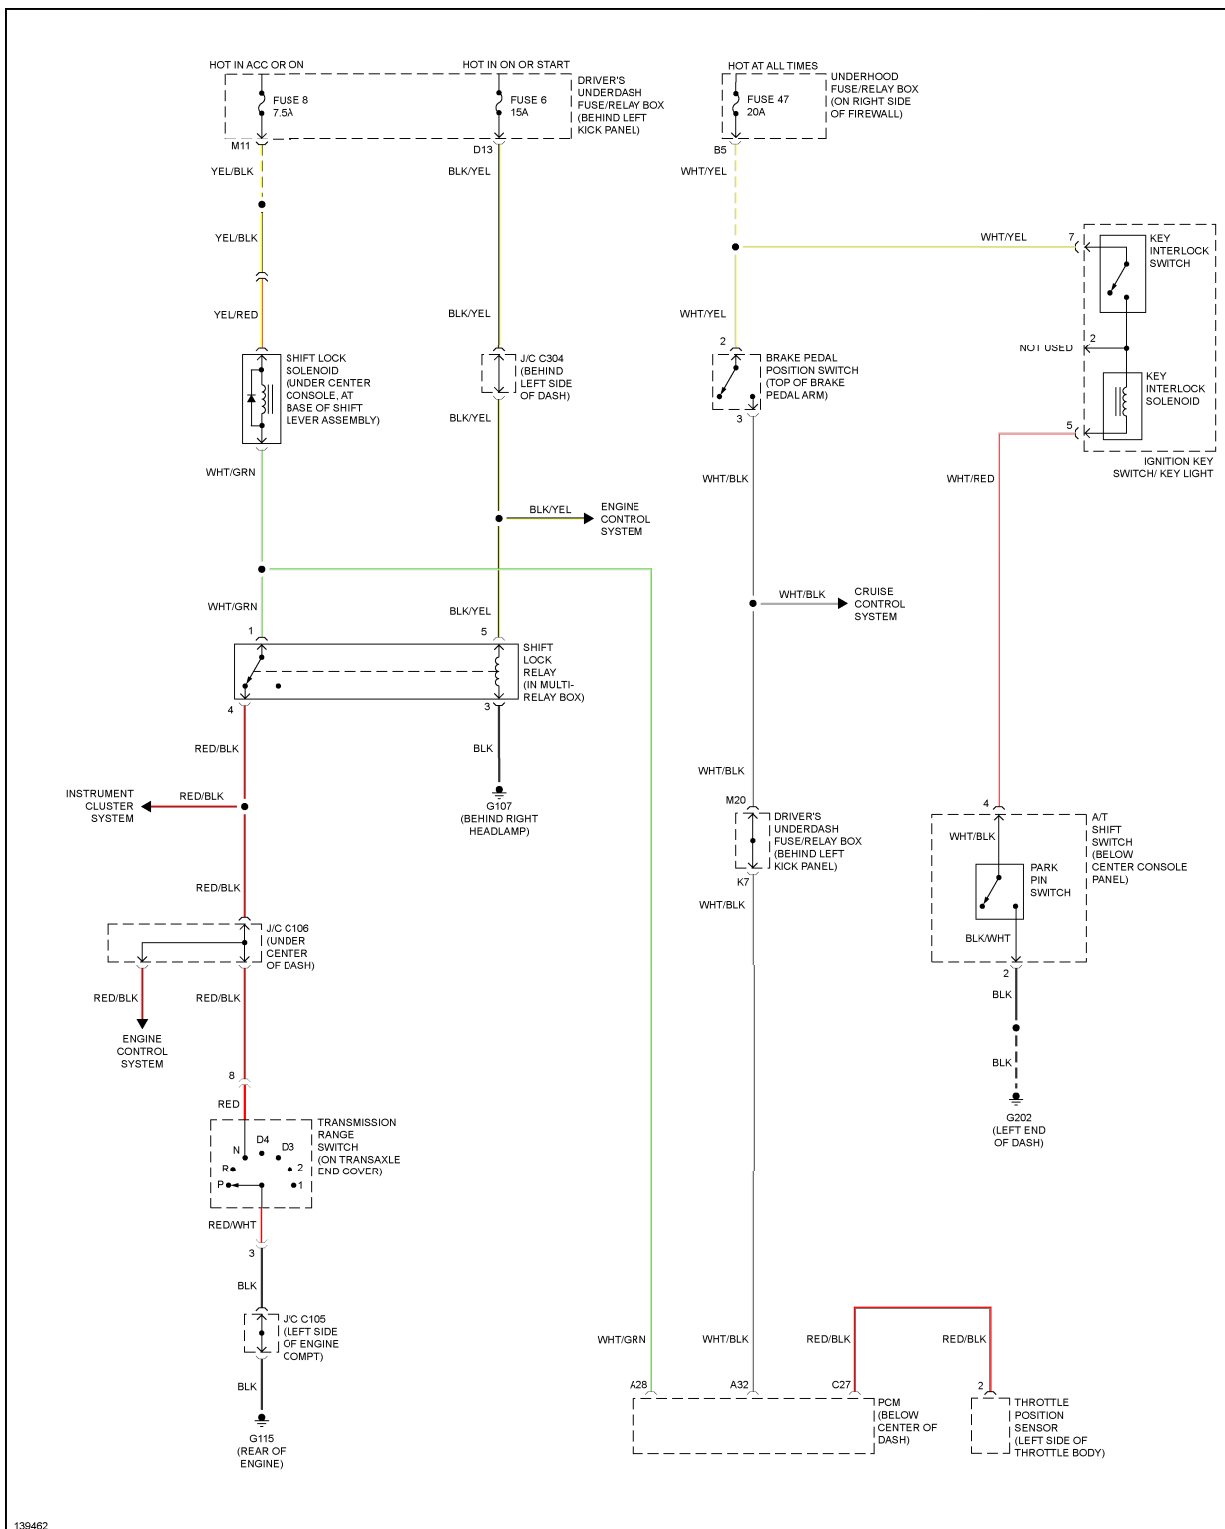 HOT IN ACC OR ON
HOT IN ON OR START
HOT AT ALL TIMES
FUSE 8
7.5A
FUSE 6
15A
DRIVER'S
UNDERDASH
FUSE/RELAY BOX
(BEHIND LEFT
KICK PANEL)
FUSE 47
20A
UNDERHOOD
FUSE/RELAY BOX
(ON RIGHT SIDE
OF FIREWALL)
M11
D13
B5
YEL/BLK
BLK/YEL
WHT/YEL
YEL/BLK
WHT/YEL
7
KEY
INTERLOCK
SWITCH
YEL/RED
BLK/YEL
WHT/YEL
2
NOT USED
2
SHIFT LOCK
SOLENOID
(UNDER CENTER
CONSOLE, AT
BASE OF SHIFT
LEVER ASSEMBLY)
J/C C304
(BEHIND
LEFT SIDE
OF DASH)
BRAKE PEDAL
POSITION SWITCH
(TOP OF BRAKE
PEDAL ARM)
KEY
INTERLOCK
SOLENOID
BLK/YEL
3
5
IGNITION KEY
SWITCH/ KEY LIGHT
WHT/GRN
WHT/BLK
WHT/RED
BLK/YEL
ENGINE
CONTROL
SYSTEM
WHT/GRN
BLK/YEL
WHT/BLK
CRUISE
CONTROL
SYSTEM
1
5
SHIFT
LOCK
RELAY
(IN MULTI-
RELAY BOX)
4
3
RED/BLK
BLK
WHT/BLK
INSTRUMENT
CLUSTER
SYSTEM
RED/BLK
G107
(BEHIND RIGHT
HEADLAMP)
M20
DRIVER'S
UNDERDASH
FUSE/RELAY BOX
(BEHIND LEFT
KICK PANEL)
K7
4
WHT/BLK
A/T
SHIFT
SWITCH
(BELOW
CENTER CONSOLE
PANEL)
PARK
PIN
SWITCH
RED/BLK
WHT/BLK
BLK/WHT
J/C C106
(UNDER
CENTER
OF DASH)
2
RED/BLK
RED/BLK
BLK
ENGINE
CONTROL
SYSTEM
BLK
8
RED
G202
(LEFT END
OF DASH)
TRANSMISSION
RANGE
SWITCH
(ON TRANSAXLE
END COVER)
N
D4
D3
R
2
P
1
RED/WHT
3
BLK
J/C C105
(LEFT SIDE
OF ENGINE
COMPT)
WHT/GRN
WHT/BLK
RED/BLK
RED/BLK
BLK
A28
A32
C27
2
PCM
(BELOW
CENTER OF
DASH)
THROTTLE
POSITION
SENSOR
(LEFT SIDE OF
THROTTLE BODY)
G115
(REAR OF
ENGINE)
139462